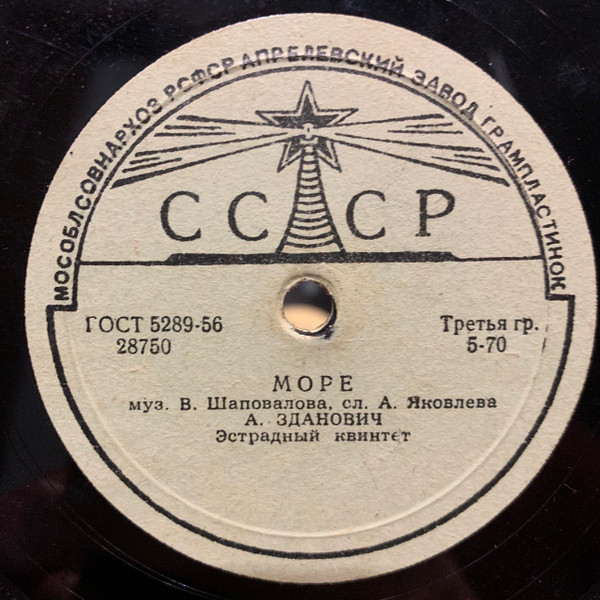 МОСОБЛСОВНАРХОЗ РСФСР АПРЕЛЕВСКИЙ ЗАВОД ГРАМПЛАСТИНОК
СССР
ГОСТ 5289-56
28750
Третья гр.
5-70
МОРЕ
муз. В. Шаповалова, сл. А. Яковлева
А. ЗДАНОВИЧ
Эстрадный квинтет